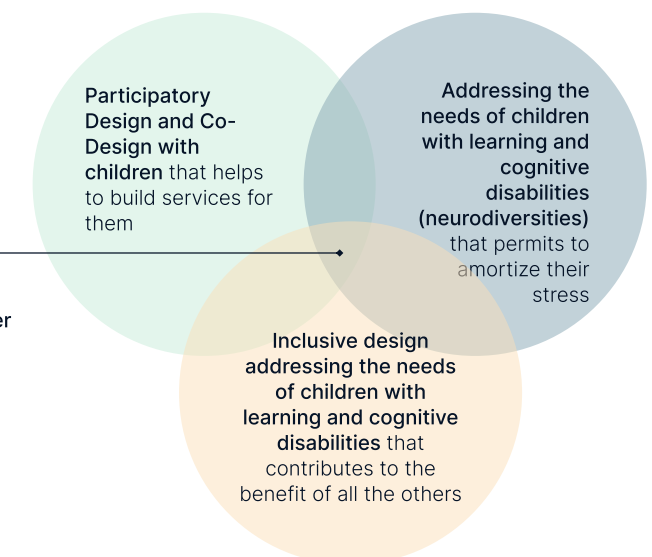 Participatory
Design and Co-
Design with
children that helps
to build services for
them
Addressing the
needs of children
with learning and
cognitive
disabilities
(neurodiversities)
that permits to
amortize their
stress
er
Inclusive design
addressing the needs
of children with
learning and cognitive
disabilities that
contributes to the
benefit of all the others